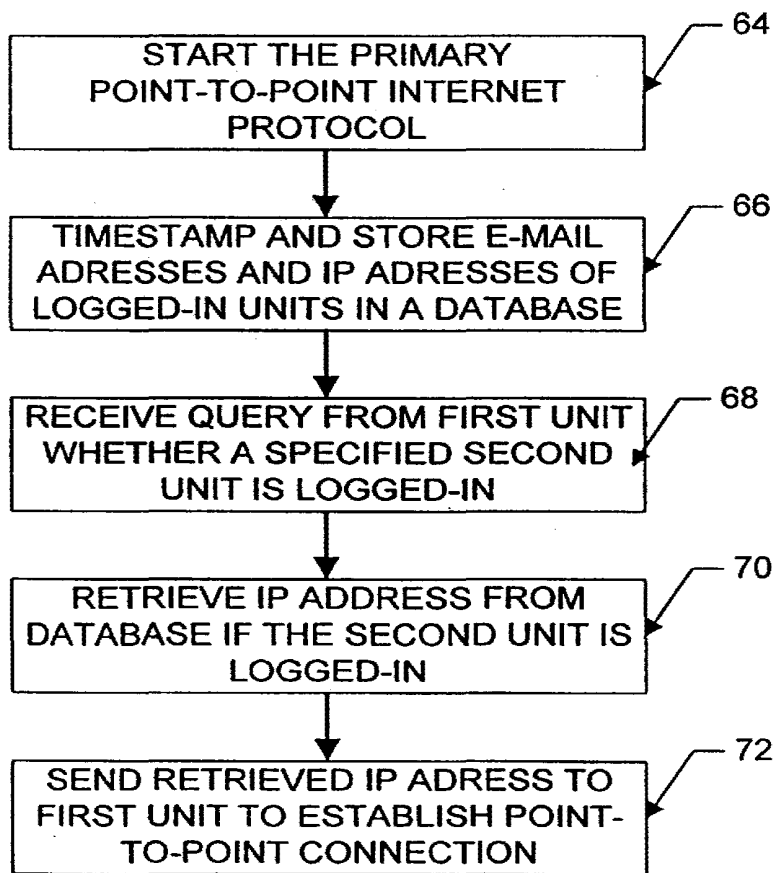 64
START THE PRIMARY
POINT-TO-POINT INTERNET
PROTOCOL
66
TIMESTAMP AND STORE E-MAIL
ADRESSES AND IP ADRESSES OF
LOGGED-IN UNITS IN A DATABASE
68
RECEIVE QUERY FROM FIRST UNIT
WHETHER A SPECIFIED SECOND
UNIT IS LOGGED-IN
70
RETRIEVE IP ADDRESS FROM
DATABASE IF THE SECOND UNIT IS
LOGGED-IN
72
SEND RETRIEVED IP ADRESS TO
FIRST UNIT TO ESTABLISH POINT-
TO-POINT CONNECTION